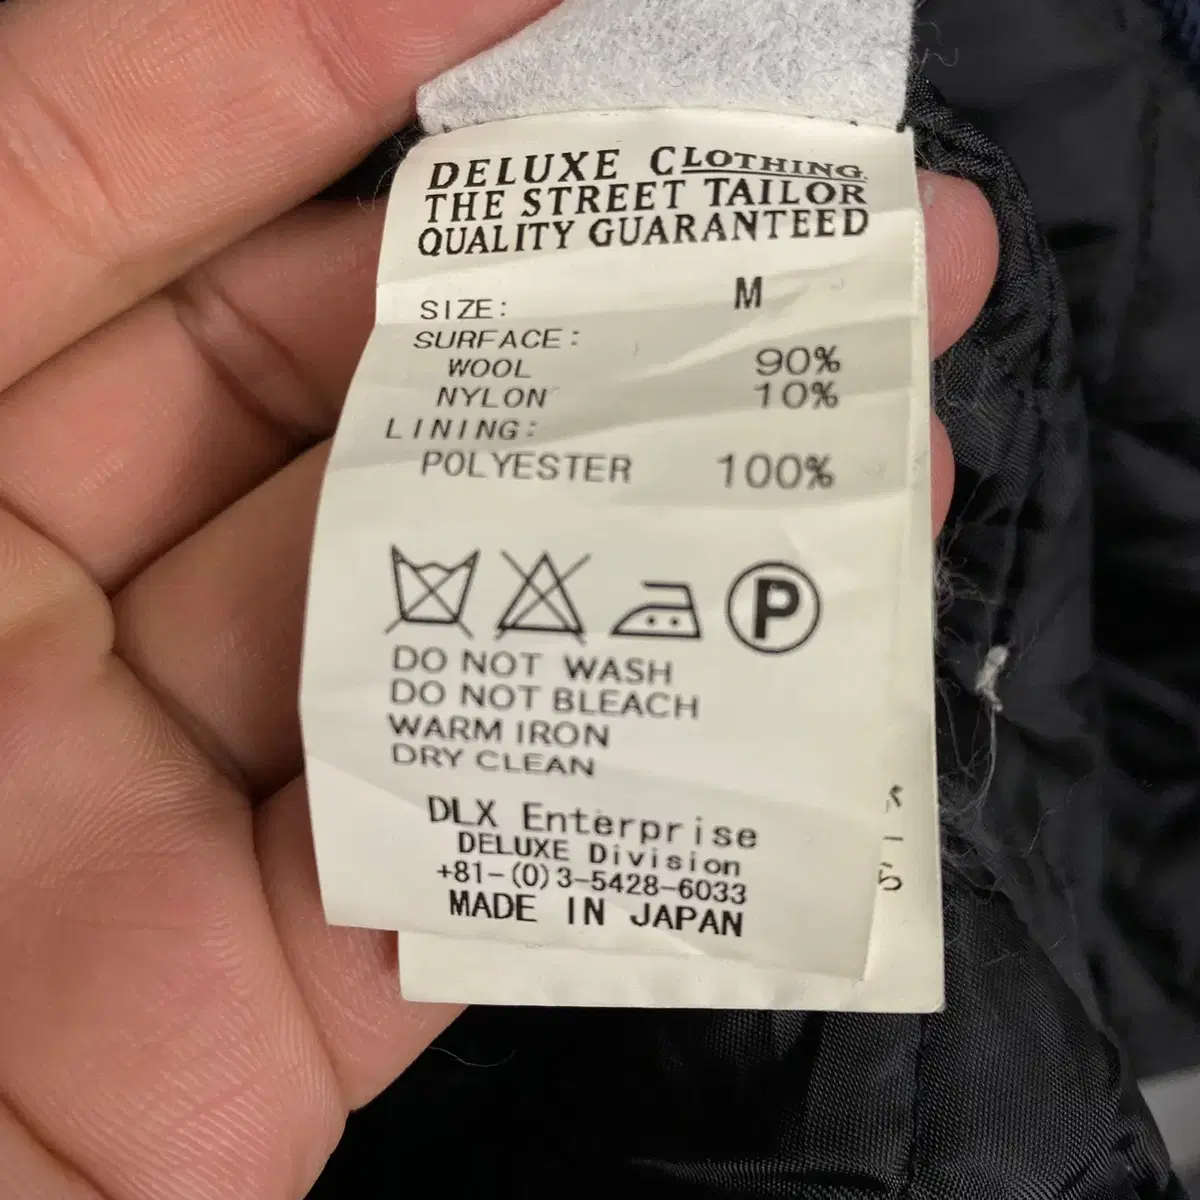 DELUXE CLOTHING.
THE STREET TAILOR
QUALITY GUARANTEED
SIZE: M
SURFACE:
WOOL 90%
NYLON 10%
LINING:
POLYESTER 100%
P
DO NOT WASH
DO NOT BLEACH
WARM IRON
DRY CLEAN
DLX Enterprise
DELUXE Division
+81-(0)3-5428-6033
MADE IN JAPAN
ら